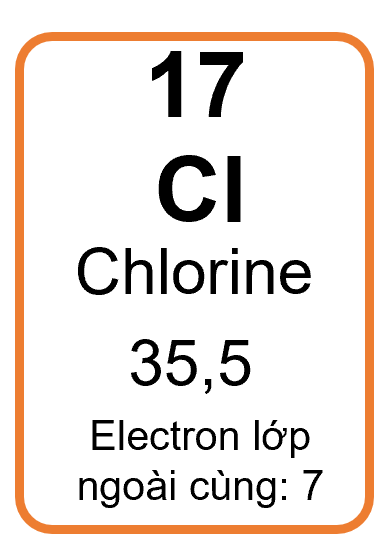 17
Cl
Chlorine
35,5
Electron lớp
ngoài cùng: 7